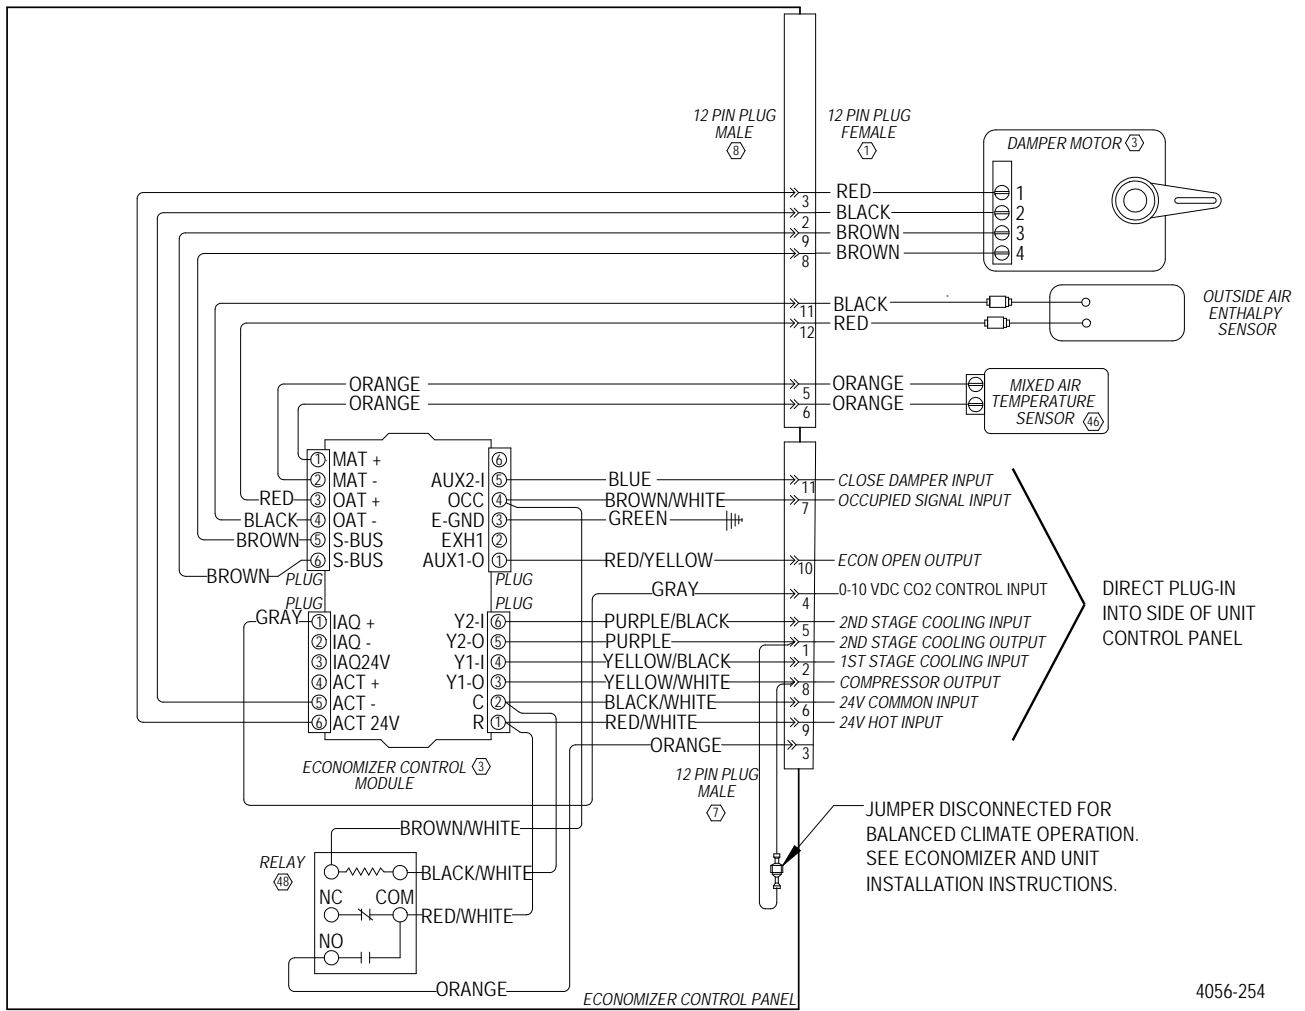 12 PIN PLUG
MALE
8
12 PIN PLUG
FEMALE
1
DAMPER MOTOR 3
3 RED 1
2 BLACK 2
9 BROWN 3
8 BROWN 4
11 BLACK
12 RED
OUTSIDE AIR
ENTHALPY
SENSOR
ORANGE 5 ORANGE
ORANGE 6 ORANGE
MIXED AIR
TEMPERATURE
SENSOR 46
1 MAT +
2 MAT -
RED 3 OAT +
BLACK 4 OAT -
BROWN 5 S-BUS
BROWN 6 S-BUS
PLUG
6
AUX2-I 5 BLUE 11 CLOSE DAMPER INPUT
OCC 4 BROWN/WHITE 7 OCCUPIED SIGNAL INPUT
E-GND 3 GREEN
EXH1 2
AUX1-O 1 RED/YELLOW 10 ECON OPEN OUTPUT
PLUG
GRAY 4 0-10 VDC CO2 CONTROL INPUT
PLUG
GRAY 1 IAQ +
2 IAQ -
3 IAQ24V
4 ACT +
5 ACT -
6 ACT 24V
PLUG
Y2-I 6 PURPLE/BLACK 5 2ND STAGE COOLING INPUT
Y2-O 5 PURPLE 1 2ND STAGE COOLING OUTPUT
Y1-I 4 YELLOW/BLACK 2 1ST STAGE COOLING INPUT
Y1-O 3 YELLOW/WHITE 8 COMPRESSOR OUTPUT
C 2 BLACK/WHITE 6 24V COMMON INPUT
R 1 RED/WHITE 9 24V HOT INPUT
ORANGE 3
DIRECT PLUG-IN
INTO SIDE OF UNIT
CONTROL PANEL
ECONOMIZER CONTROL 3
MODULE
12 PIN PLUG
MALE
7
JUMPER DISCONNECTED FOR
BALANCED CLIMATE OPERATION.
SEE ECONOMIZER AND UNIT
INSTALLATION INSTRUCTIONS.
BROWN/WHITE
RELAY
48
BLACK/WHITE
NC COM
RED/WHITE
NO
ORANGE
ECONOMIZER CONTROL PANEL
4056-254